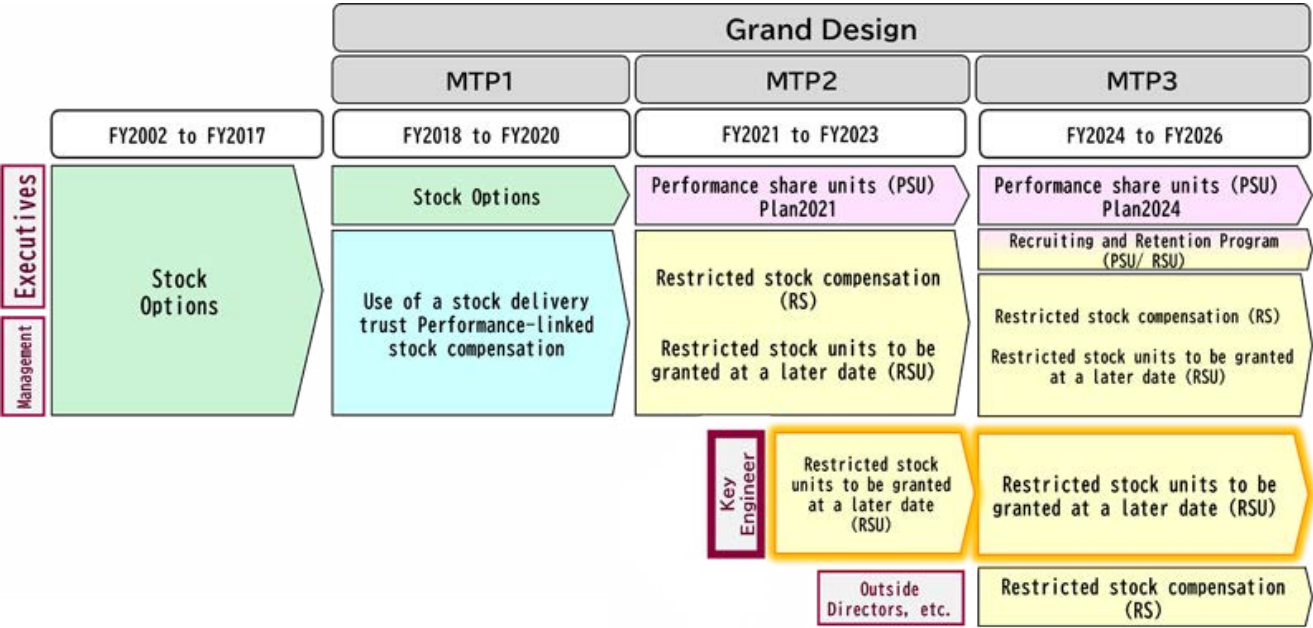 Grand Design
MTP1
MTP2
MTP3
FY2002 to FY2017
FY2018 to FY2020
FY2021 to FY2023
FY2024 to FY2026
Executives
Management
Stock
Options
Stock Options
Use of a stock delivery
trust Performance-linked
stock compensation
Performance share units (PSU)
Plan2021
Restricted stock compensation
(RS)
Restricted stock units to be
granted at a later date (RSU)
Performance share units (PSU)
Plan2024
Recruiting and Retention Program
(PSU/ RSU)
Restricted stock compensation (RS)
Restricted stock units to be granted
at a later date (RSU)
Key
Engineer
Restricted stock
units to be granted
at a later date
(RSU)
Restricted stock units to be
granted at a later date (RSU)
Outside
Directors, etc.
Restricted stock compensation
(RS)